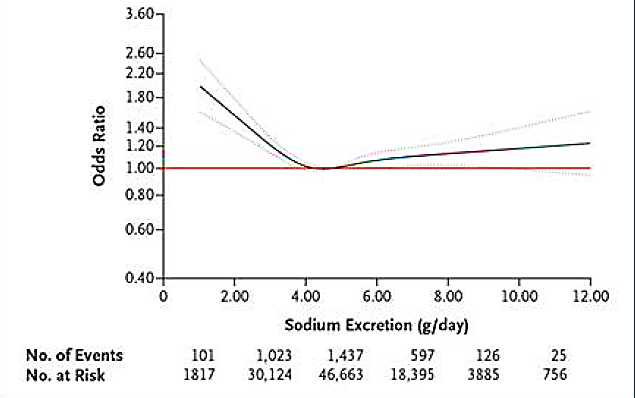 3.60
2.60
2.20
1.80
1.40
1.20
1.00
0.80
0.60
0.40
Odds Ratio
0 2.00 4.00 6.00 8.00 10.00 12.00
Sodium Excretion (g/day)
No. of Events 101 1,023 1,437 597 126 25
No. at Risk 1817 30,124 46,663 18,395 3885 756